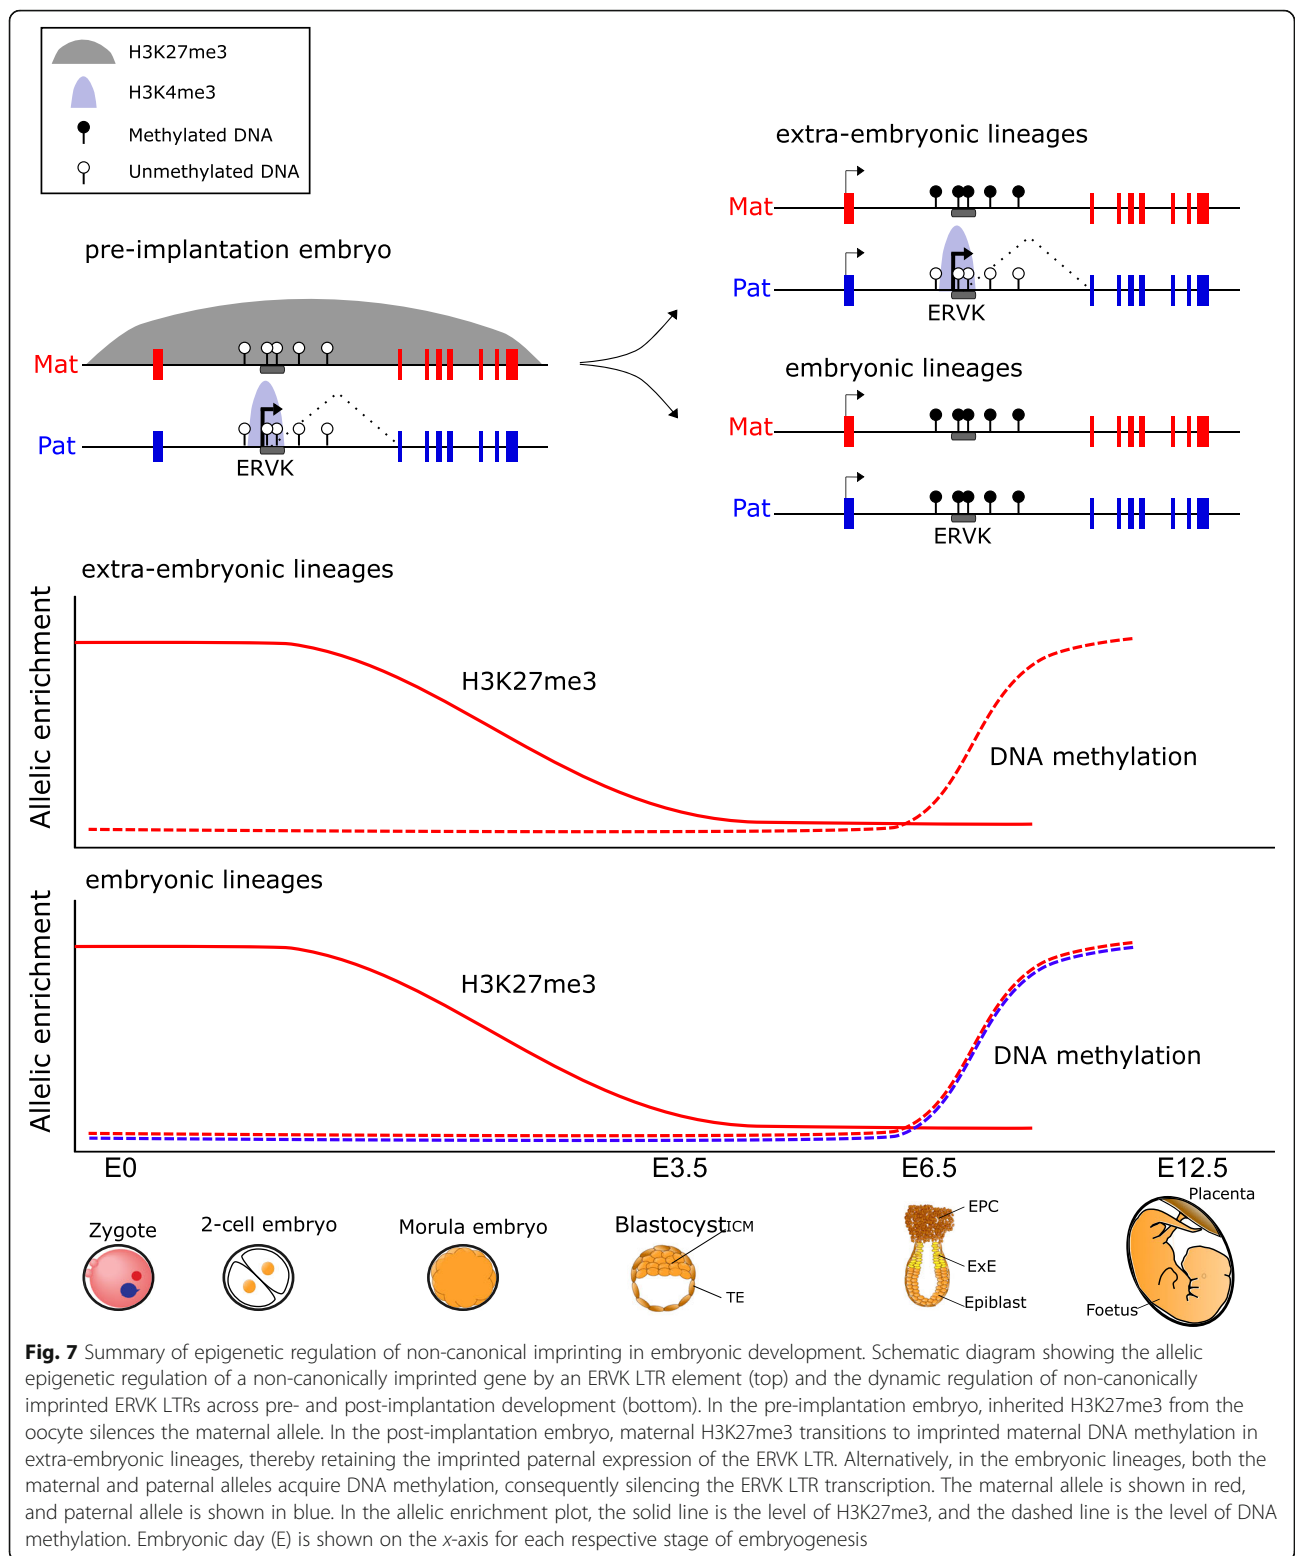 H3K27me3
H3K4me3
Methylated DNA
Unmethylated DNA
pre-implantation embryo
Mat
Pat
ERVK
extra-embryonic lineages
Mat
Pat
ERVK
embryonic lineages
Mat
Pat
ERVK
extra-embryonic lineages
Allelic enrichment
H3K27me3
DNA methylation
embryonic lineages
Allelic enrichment
H3K27me3
DNA methylation
E0 E3.5 E6.5 E12.5
Zygote
2-cell embryo
Morula embryo
Blastocyst
ICM
TE
EPC
ExE
Epiblast
Placenta
Foetus
Fig. 7 Summary of epigenetic regulation of non-canonical imprinting in embryonic development. Schematic diagram showing the allelic
epigenetic regulation of a non-canonically imprinted gene by an ERVK LTR element (top) and the dynamic regulation of non-canonically
imprinted ERVK LTRs across pre- and post-implantation development (bottom). In the pre-implantation embryo, inherited H3K27me3 from the
oocyte silences the maternal allele. In the post-implantation embryo, maternal H3K27me3 transitions to imprinted maternal DNA methylation in
extra-embryonic lineages, thereby retaining the imprinted paternal expression of the ERVK LTR. Alternatively, in the embryonic lineages, both the
maternal and paternal alleles acquire DNA methylation, consequently silencing the ERVK LTR transcription. The maternal allele is shown in red,
and paternal allele is shown in blue. In the allelic enrichment plot, the solid line is the level of H3K27me3, and the dashed line is the level of DNA
methylation. Embryonic day (E) is shown on the x-axis for each respective stage of embryogenesis